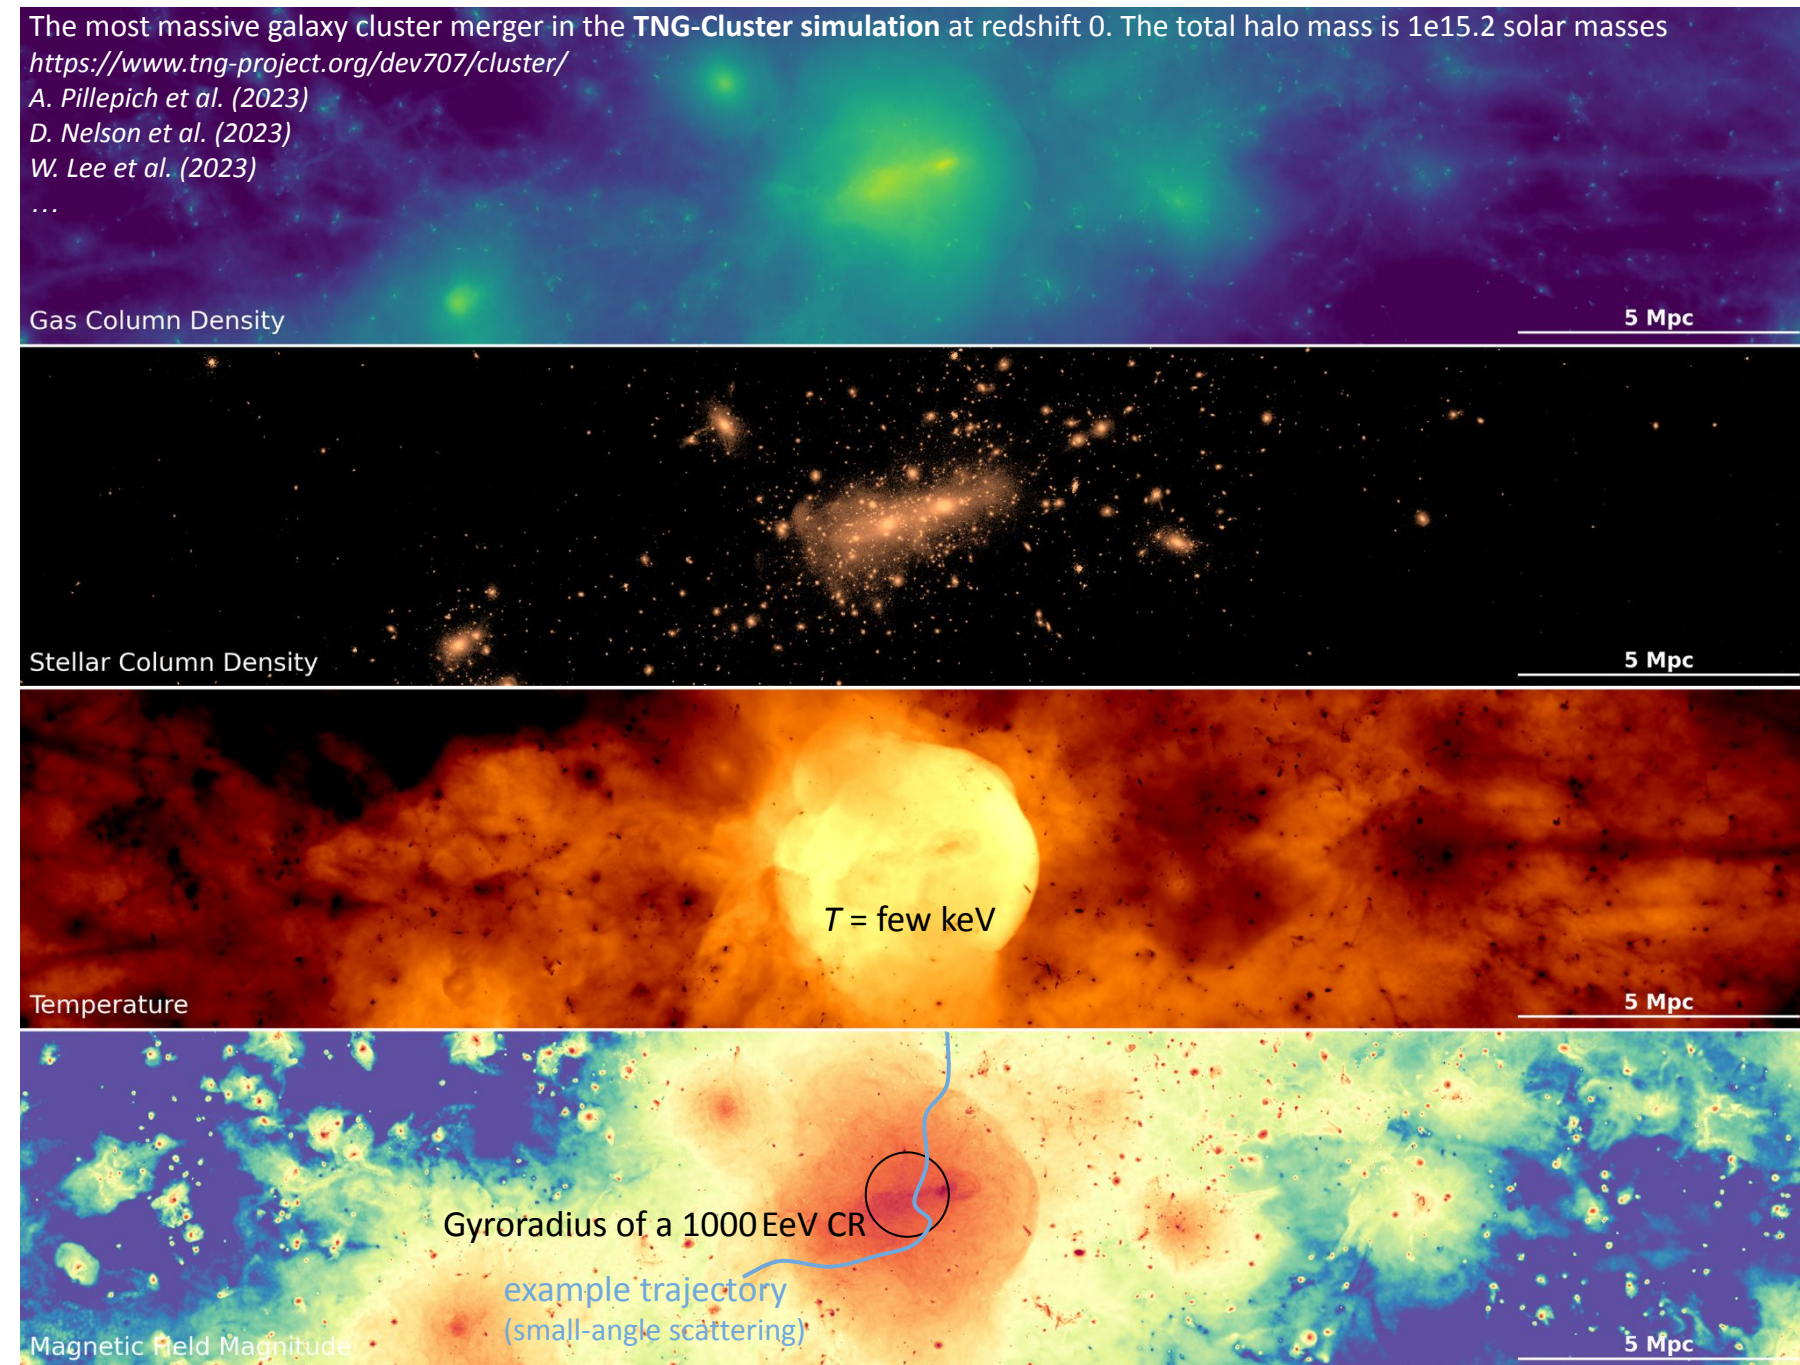 The most massive galaxy cluster merger in the TNG-Cluster simulation at redshift 0. The total halo mass is 1e15.2 solar masses
https://www.tng-project.org/dev707/cluster/
A. Pillepich et al. (2023)
D. Nelson et al. (2023)
W. Lee et al. (2023)
...
Gas Column Density
5 Mpc
Stellar Column Density
5 Mpc
T = few keV
Temperature
5 Mpc
Gyroradius of a 1000 EeV CR
example trajectory
(small-angle scattering)
Magnetic Field Magnitude
5 Mpc